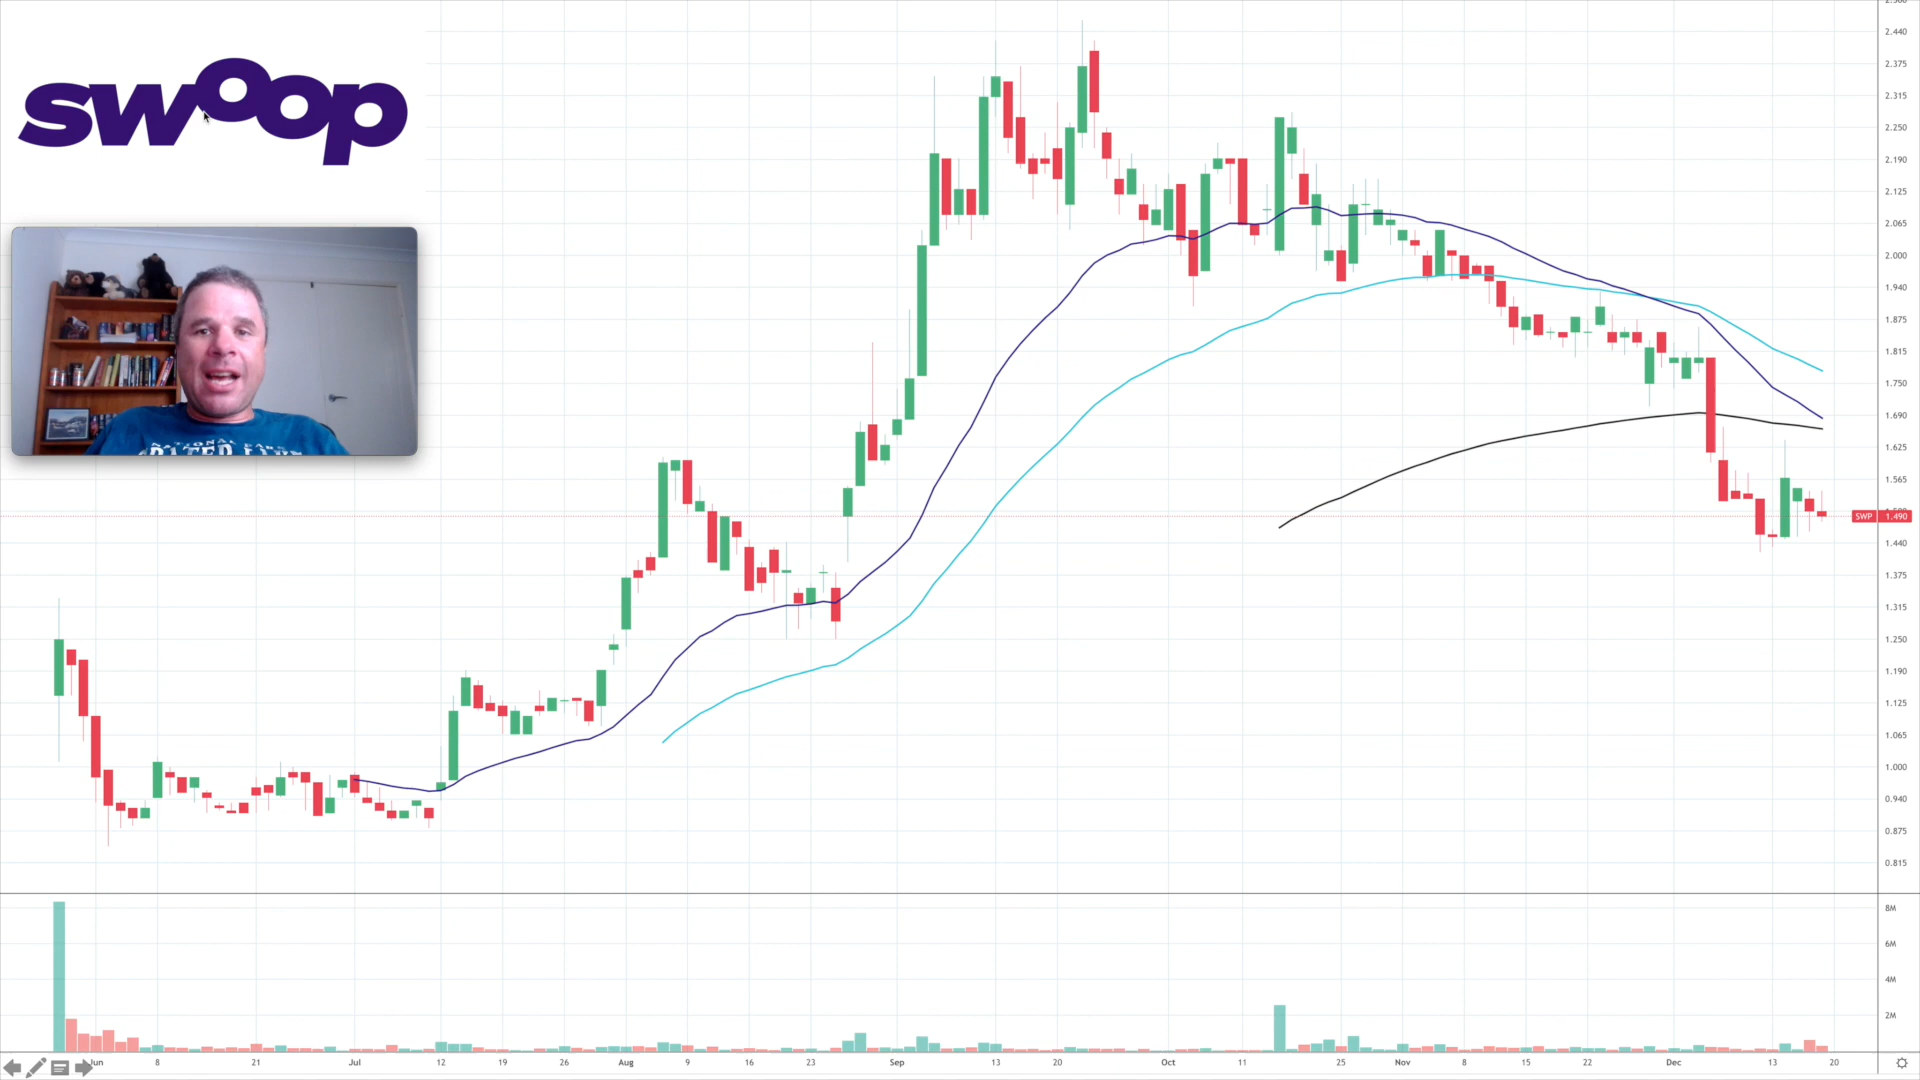 swoop
NATIONAL PARK
CRATER LAKE
2.440
2.375
2.315
2.250
2.190
2.125
2.065
2.000
1.940
1.875
1.815
1.750
1.690
1.625
1.565
SWP 1.490
1.440
1.375
1.315
1.250
1.190
1.125
1.065
1.000
0.940
0.875
0.815
8M
6M
4M
2M
Jun 8 21 Jul 12 19 26 Aug 9 16 23 Sep 13 20 Oct 11 25 Nov 8 15 22 Dec 13 20